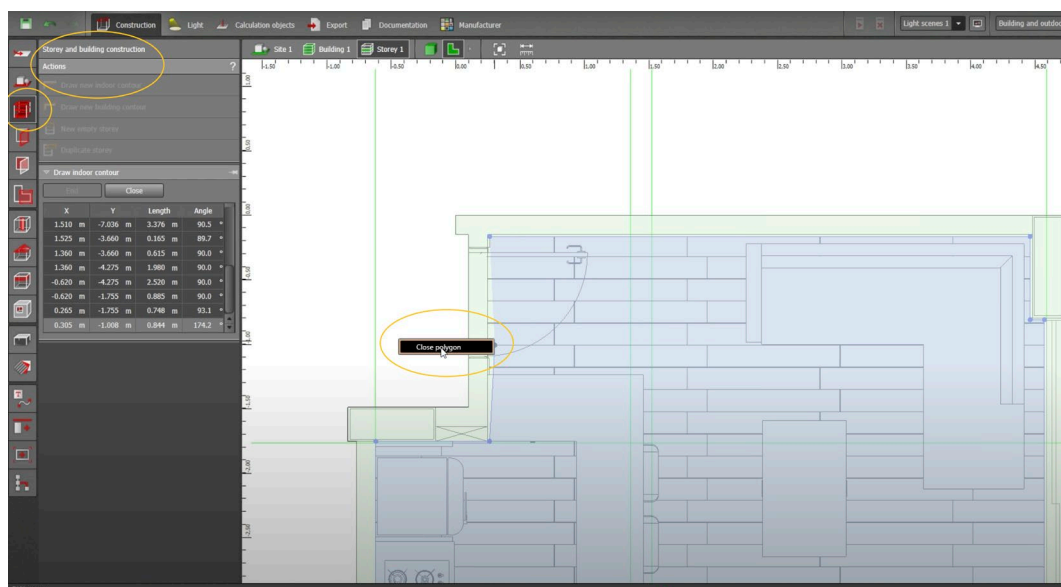 Construction
Light
Calculation objects
Export
Documentation
Manufacturer
Light scenes 1
Building and outdoo
Storey and building construction
Site 1
Building 1
Storey 1
Actions
?
Draw new indoor contour
Draw new building contour
New empty storey
Duplicate storey
Draw indoor contour
Close
X Y Length Angle
1.510 m -7.036 m 3.376 m 90.5 °
1.525 m -3.660 m 0.165 m 89.7 °
1.360 m -3.660 m 0.615 m 90.0 °
1.360 m -4.275 m 1.980 m 90.0 °
-0.620 m -4.275 m 2.520 m 90.0 °
-0.620 m -1.755 m 0.885 m 90.0 °
0.265 m -1.755 m 0.748 m 93.1 °
0.305 m -1.008 m 0.844 m 174.2 °
-1.50 -1.00 -0.50 0.00 0.50 1.00 1.50 2.00 2.50 3.00 3.50 4.00 4.50
Close polygon